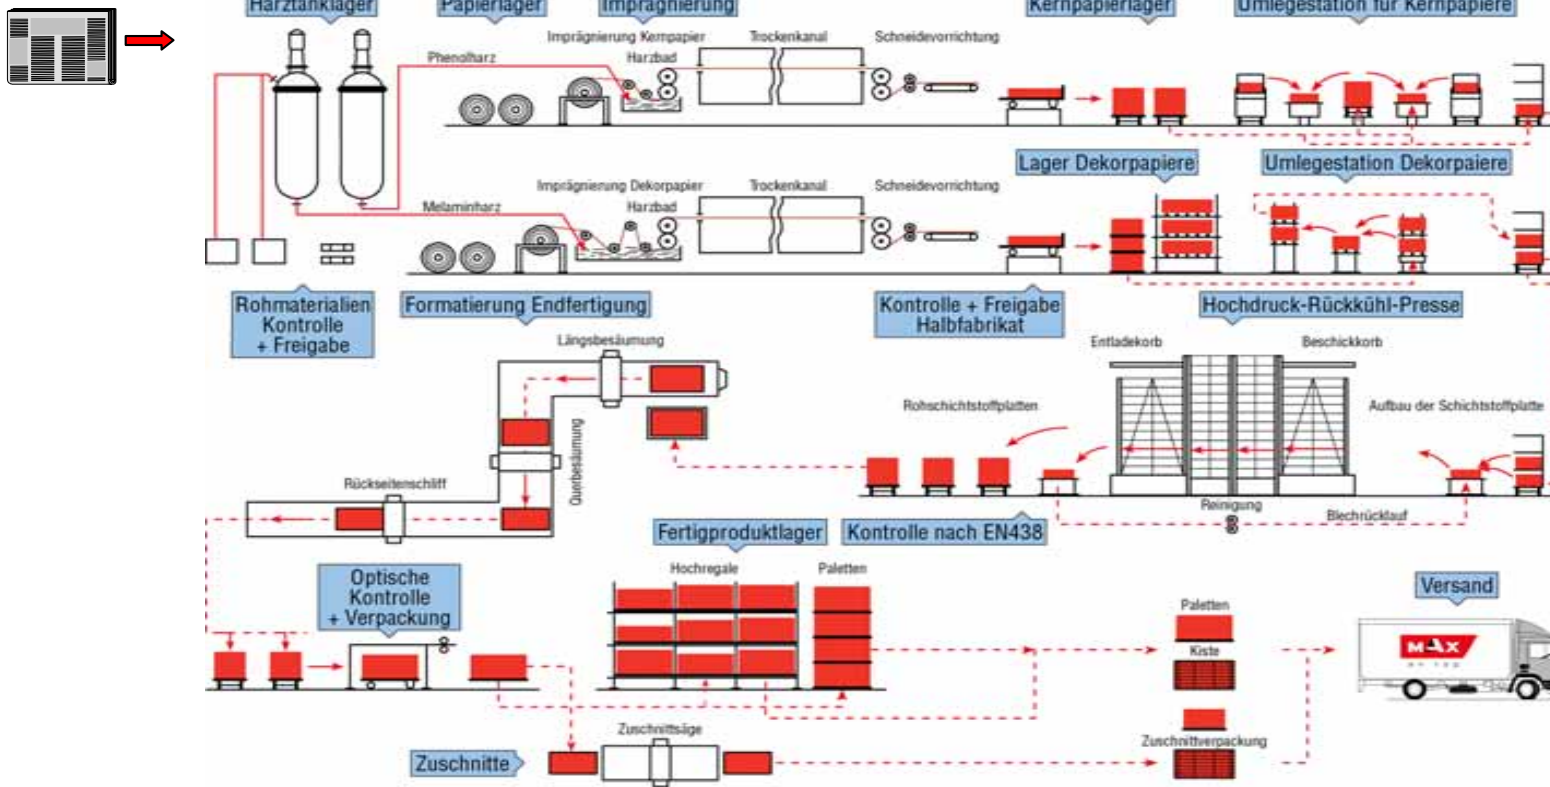 Harztanklager
Papierlager
Imprägnierung
Kernpapierlager
Umlegestation für Kernpapiere
Imprägnierung Kernpapier
Trockenkanal
Schneidevorrichtung
Phenolharz
Harzbad
Lager Dekorpapiere
Umlegestation Dekorpaiere
Imprägnierung Dekorpapier
Trockenkanal
Schneidevorrichtung
Melaminharz
Harzbad
Rohmaterialien
Kontrolle
+ Freigabe
Formatierung Endfertigung
Kontrolle + Freigabe
Halbfabrikat
Hochdruck-Rückkühl-Presse
Längsbesäumung
Entladekorb
Beschickkorb
Rohschichtstoffplatten
Aufbau der Schichtstoffplatte
Querbesäumung
Rückseitenschliff
Reinigung
Blechrücklauf
Fertigproduktlager
Kontrolle nach EN438
Optische
Kontrolle
+ Verpackung
Hochregale
Paletten
Versand
Paletten
Kiste
MAX
Zuschnittsäge
Zuschnittverpackung
Zuschnitte